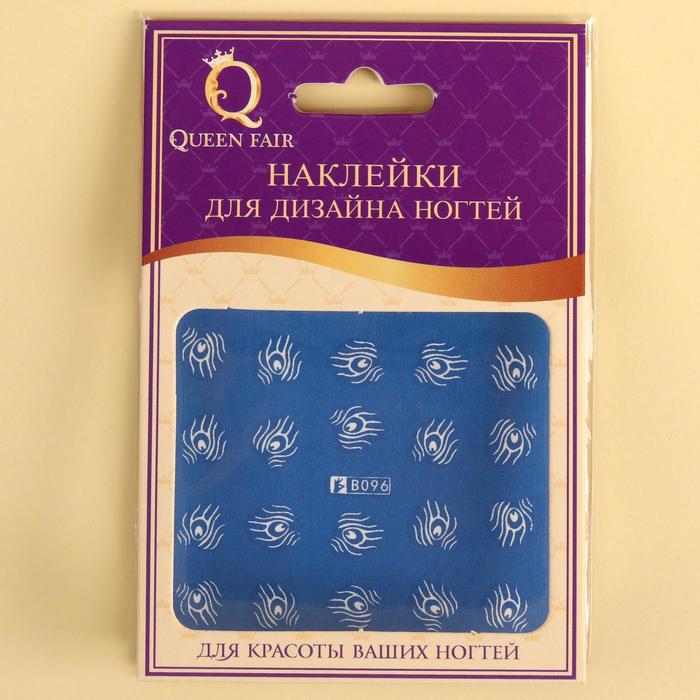 QUEEN FAIR
НАКЛЕЙКИ
ДЛЯ ДИЗАЙНА НОГТЕЙ
B096
ДЛЯ КРАСОТЫ ВАШИХ НОГТЕЙ